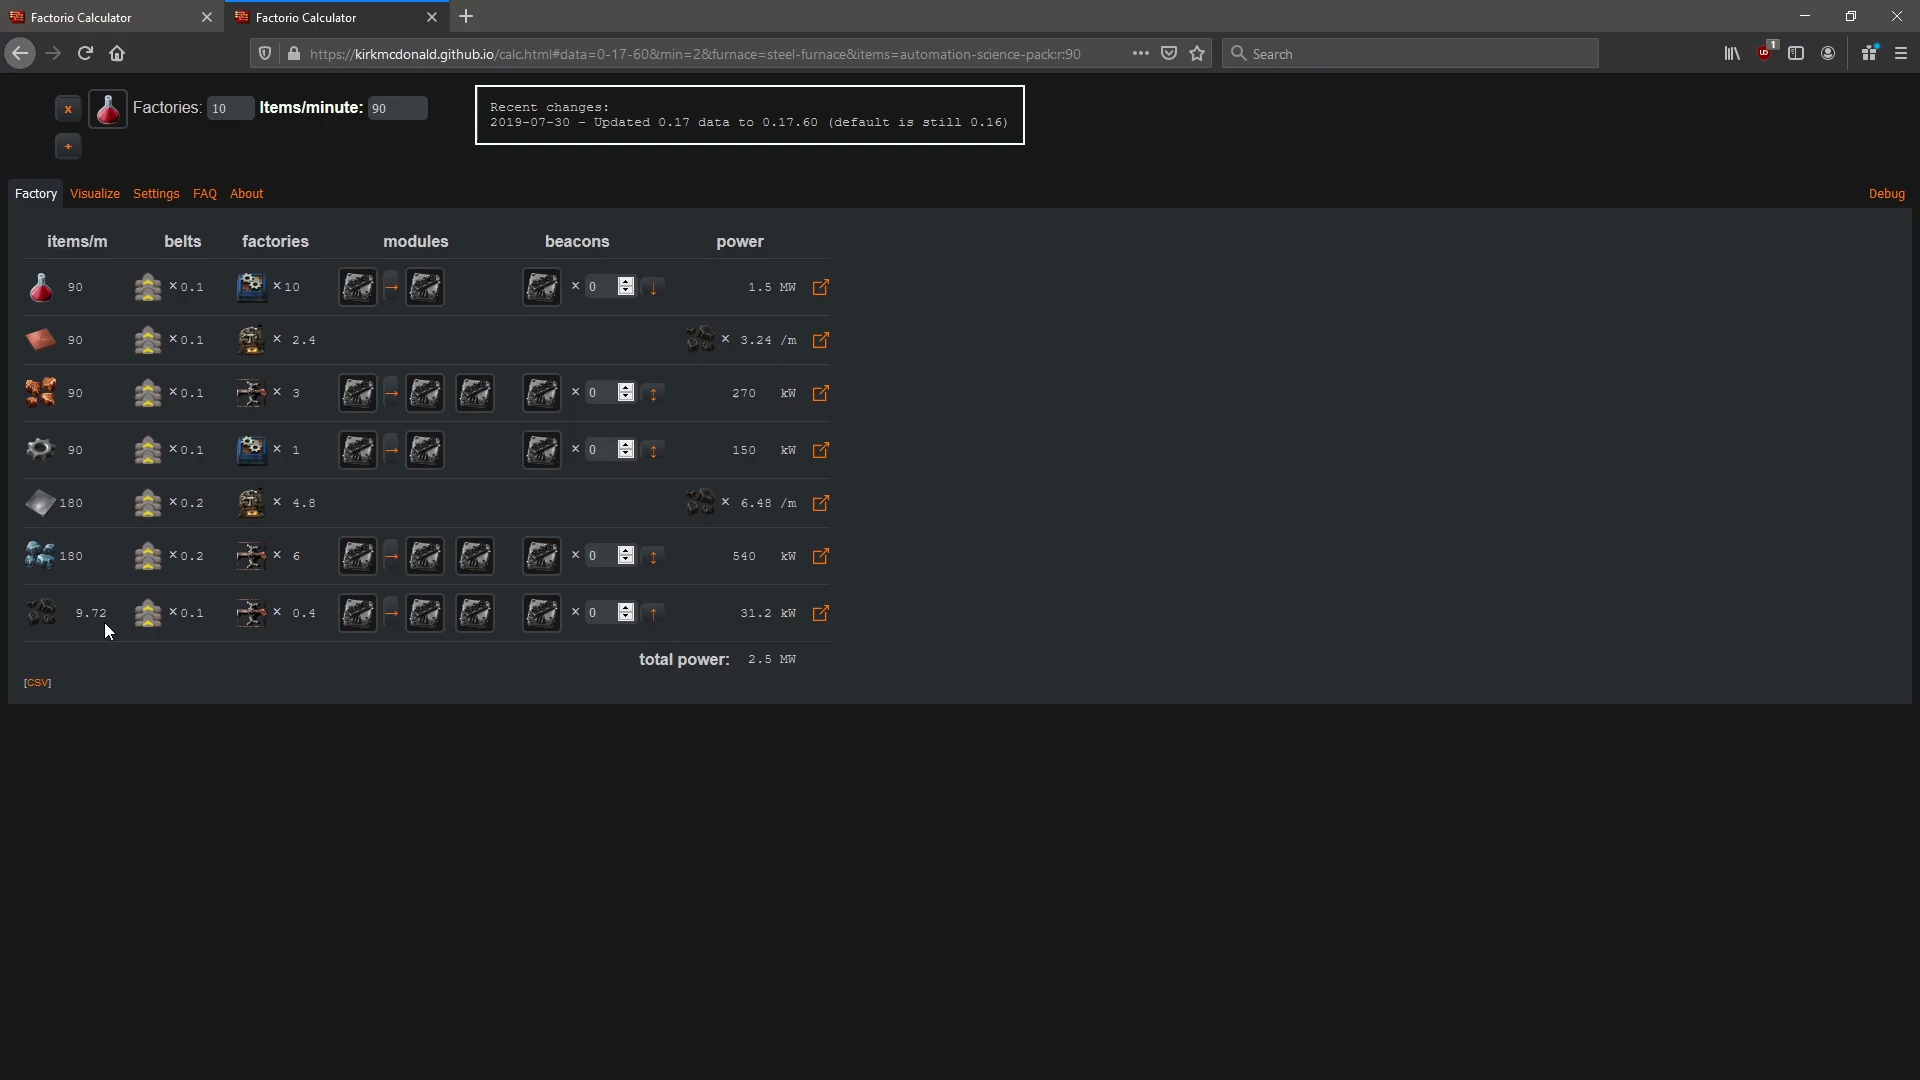 Factorio Calculator
Factorio Calculator
https://kirkmcdonald.github.io/calc.html#data=0-17-60&min=2&furnace=steel-furnace&items=automation-science-pack:r:90
Search
1
x Factories: 10 Items/minute: 90
+
Recent changes:
2019-07-30 - Updated 0.17 data to 0.17.60 (default is still 0.16)
Factory Visualize Settings FAQ About Debug
items/m belts factories modules beacons power
90 ×0.1 ×10 → × 0 ↓ 1.5 MW
90 ×0.1 × 2.4 × 3.24 /m
90 ×0.1 × 3 → × 0 ↕ 270 kW
90 ×0.1 × 1 → × 0 ↕ 150 kW
180 ×0.2 × 4.8 × 6.48 /m
180 ×0.2 × 6 → × 0 ↕ 540 kW
9.72 ×0.1 × 0.4 → × 0 ↑ 31.2 kW
total power: 2.5 MW
[CSV]